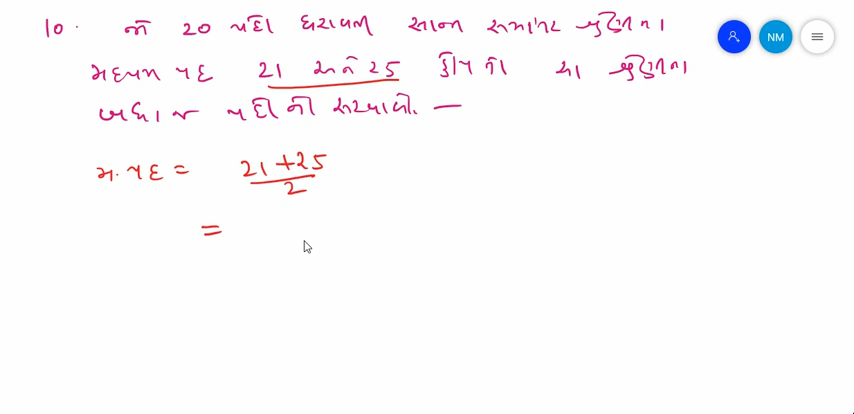 10. જો 20 પદો ધરાવતી સાન્ત સમાંતર શ્રેણીના
મધ્યમ પદ 21 અને 25 હોય તો આ શ્રેણીના
બધા જ પદોનો સરવાળો —
મ. પદ = 21 + 25 / 2
=
NM